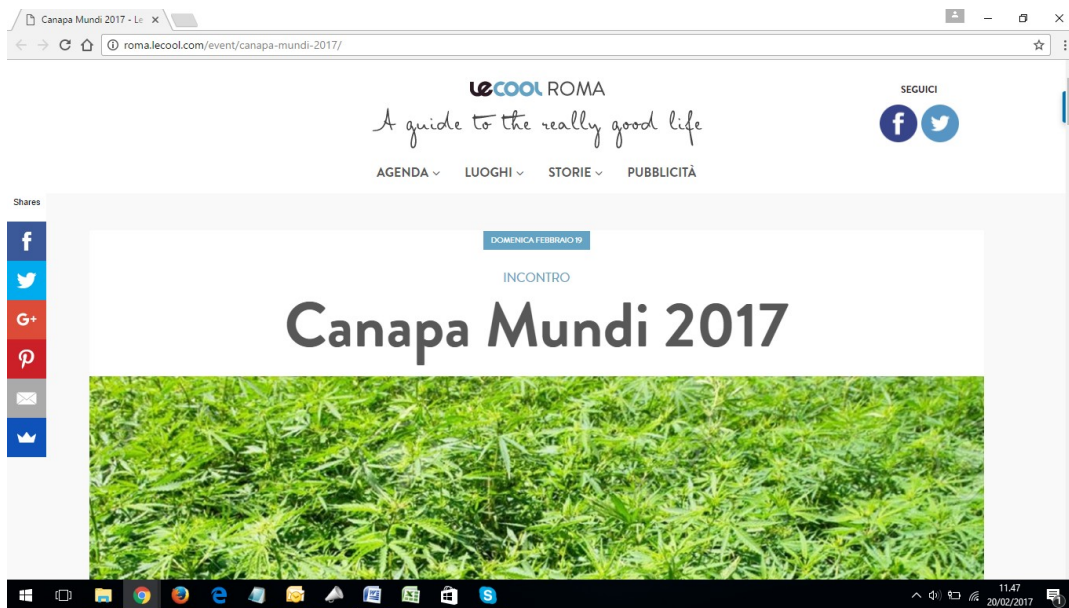 Canapa Mundi 2017 - Le
roma.lecool.com/event/canapa-mundi-2017/
LECOOL ROMA
A guide to the really good life
SEGUICI
AGENDA LUOGHI STORIE PUBBLICITÀ
Shares
DOMENICA FEBBRAIO 19
INCONTRO
Canapa Mundi 2017
11.47
20/02/2017
1